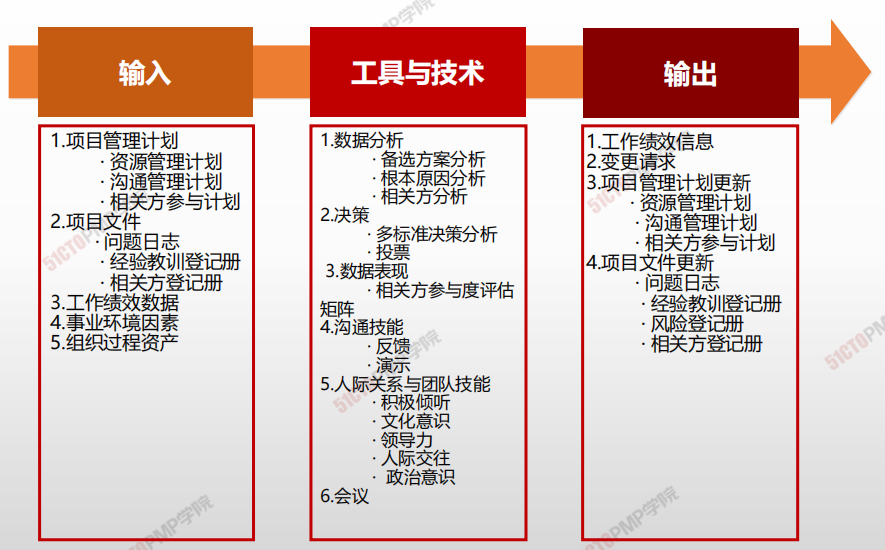 输入
1.项目管理计划
· 资源管理计划
· 沟通管理计划
· 相关方参与计划
2.项目文件
· 问题日志
· 经验教训登记册
· 相关方登记册
3.工作绩效数据
4.事业环境因素
5.组织过程资产
工具与技术
1.数据分析
· 备选方案分析
· 根本原因分析
· 相关方分析
2.决策
· 多标准决策分析
· 投票
3.数据表现
· 相关方参与度评估
矩阵
4.沟通技能
· 反馈
· 演示
5.人际关系与团队技能
· 积极倾听
· 文化意识
· 领导力
· 人际交往
· 政治意识
6.会议
输出
1.工作绩效信息
2.变更请求
3.项目管理计划更新
· 资源管理计划
· 沟通管理计划
· 相关方参与计划
4.项目文件更新
· 问题日志
· 经验教训登记册
· 风险登记册
· 相关方登记册
51CTOPMP学院